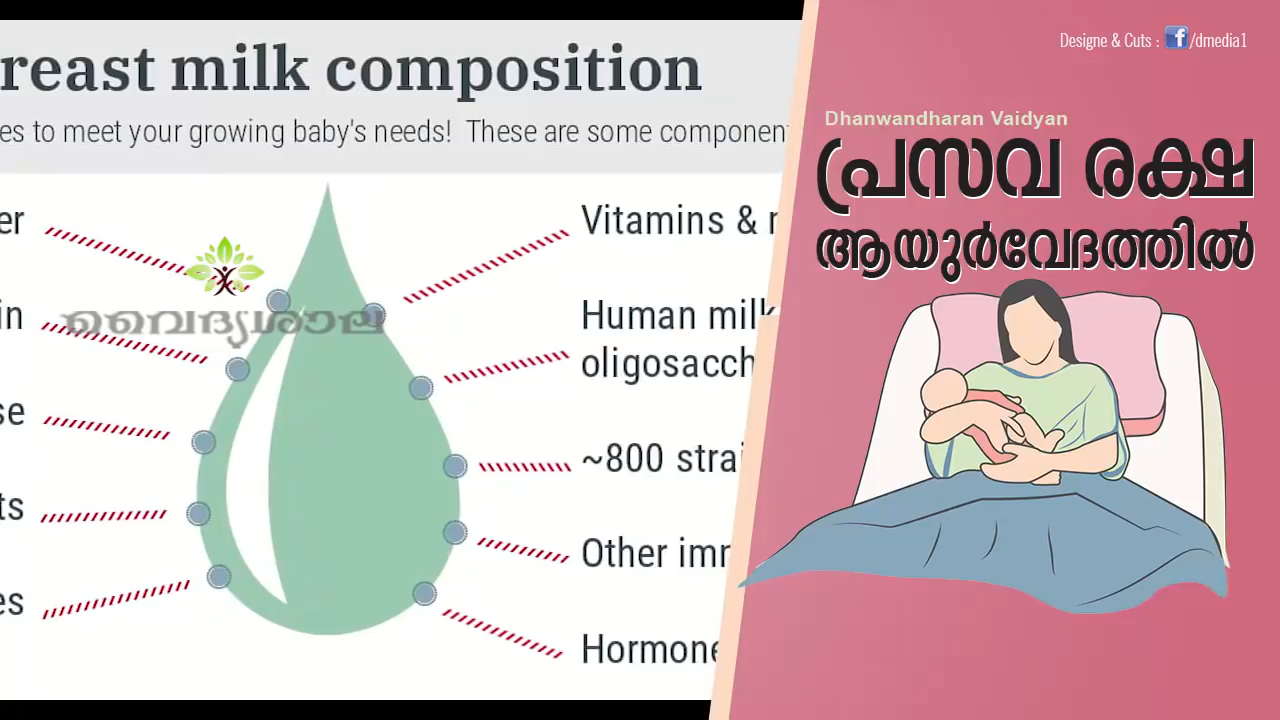 reast milk composition
es to meet your growing baby's needs! These are some component
er
in
se
ts
es
Vitamins &
Human milk
oligosacch
~800 strai
Other imm
Hormone
വൈദ്യശാല
Designe & Cuts : f/dmedia1
Dhanwandharan Vaidyan
പ്രസവ രക്ഷ
ആയുർവേദത്തിൽ